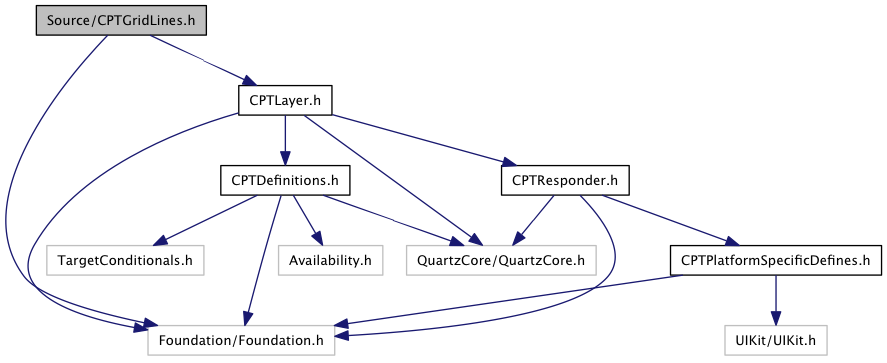 Source/CPTGridLines.h
CPTLayer.h
CPTDefinitions.h
CPTResponder.h
TargetConditionals.h
Availability.h
QuartzCore/QuartzCore.h
CPTPlatformSpecificDefines.h
Foundation/Foundation.h
UIKit/UIKit.h